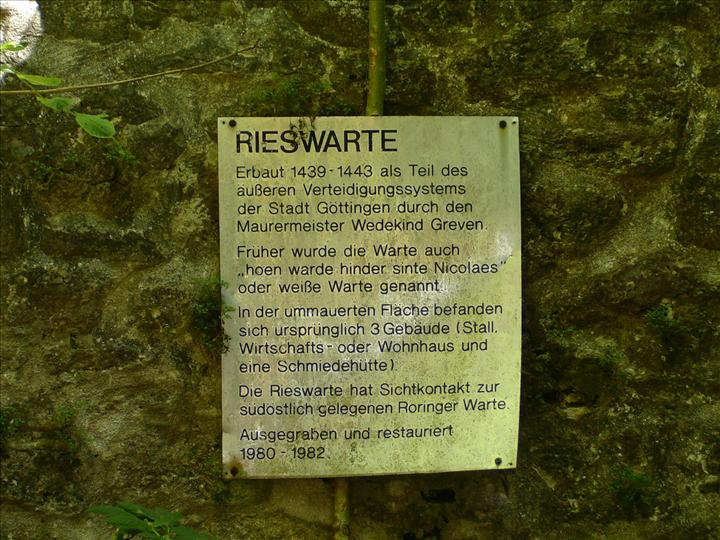 RIESWARTE
Erbaut 1439-1443 als Teil des
äußeren Verteidigungssystems
der Stadt Göttingen durch den
Maurermeister Wedekind Greven.
Früher wurde die Warte auch
„hoen warde hinder sinte Nicolaes"
oder weiße Warte genannt.
In der ummauerten Fläche befanden
sich ursprünglich 3 Gebäude (Stall,
Wirtschafts- oder Wohnhaus und
eine Schmiedehütte).
Die Rieswarte hat Sichtkontakt zur
südöstlich gelegenen Roringer Warte.
Ausgegraben und restauriert
1980 - 1982.